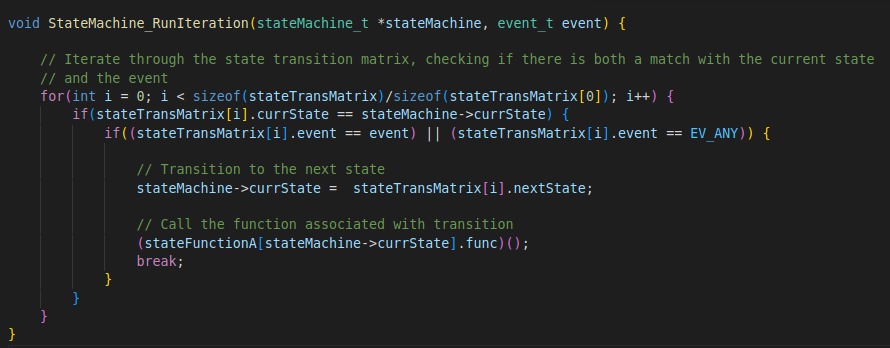 void StateMachine_RunIteration(stateMachine_t *stateMachine, event_t event) {
// Iterate through the state transition matrix, checking if there is both a match with the current state
// and the event
for(int i = 0; i < sizeof(stateTransMatrix)/sizeof(stateTransMatrix[0]); i++) {
if(stateTransMatrix[i].currState == stateMachine->currState) {
if((stateTransMatrix[i].event == event) || (stateTransMatrix[i].event == EV_ANY)) {
// Transition to the next state
stateMachine->currState =  stateTransMatrix[i].nextState;
// Call the function associated with transition
(stateFunctionA[stateMachine->currState].func)();
break;
}
}
}
}